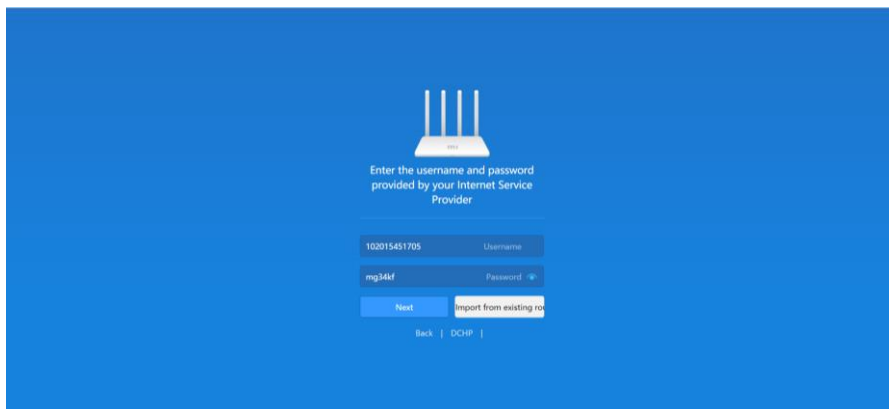 Enter the username and password
provided by your Internet Service
Provider
102015451705 Username
mg34kf Password
Next Import from existing rou
Back | DCHP |